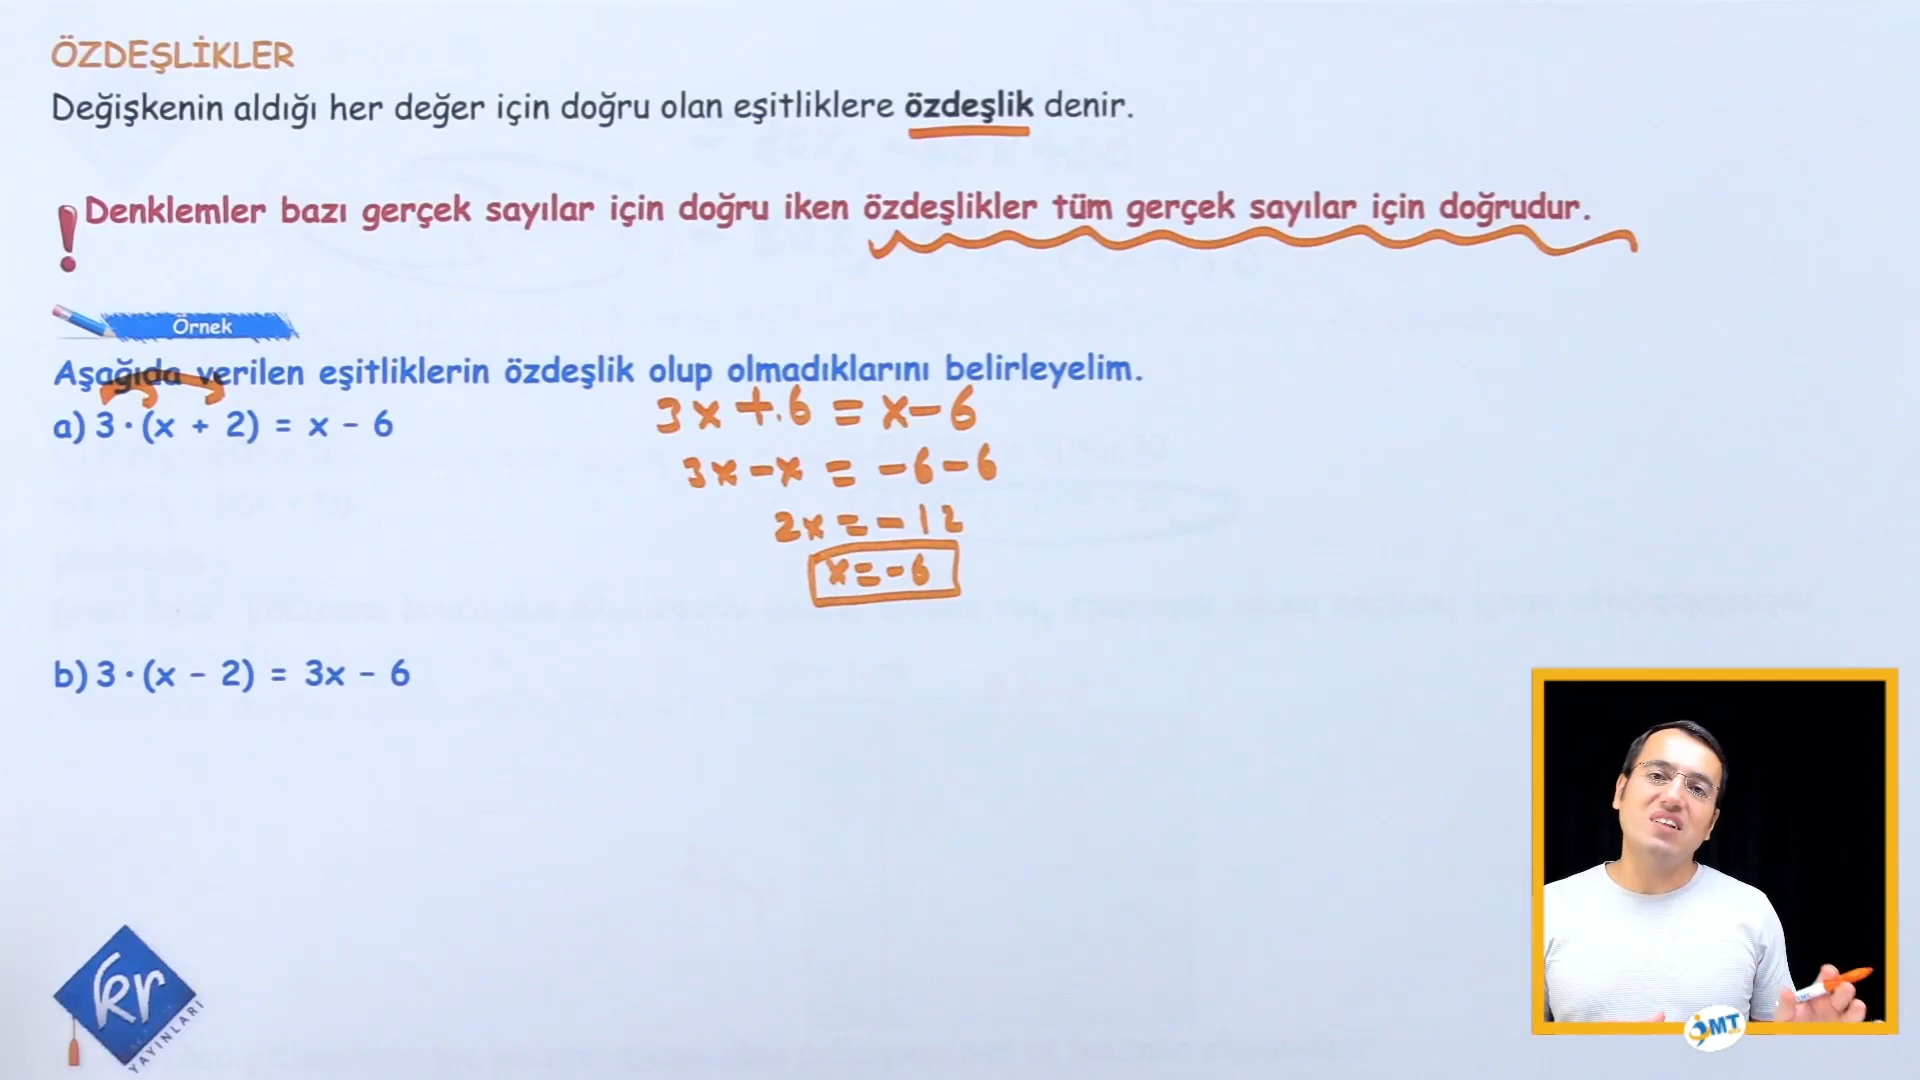 ÖZDEŞLİKLER
Değişkenin aldığı her değer için doğru olan eşitliklere özdeşlik denir.
! Denklemler bazı gerçek sayılar için doğru iken özdeşlikler tüm gerçek sayılar için doğrudur.
Örnek
Aşağıda verilen eşitliklerin özdeşlik olup olmadıklarını belirleyelim.
a) 3·(x + 2) = x - 6
3x + 6 = x - 6
3x - x = -6 - 6
2x = -12
x = -6
b) 3·(x - 2) = 3x - 6
kr
YAYINLARI
MT